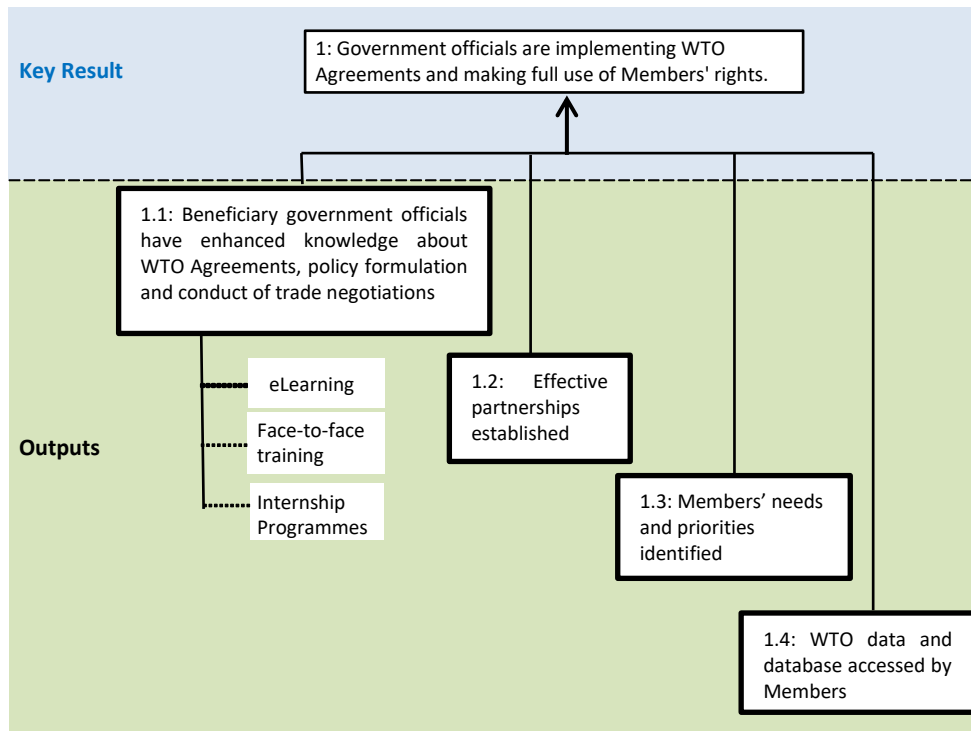 Key Result
1: Government officials are implementing WTO
Agreements and making full use of Members' rights.
1.1: Beneficiary government officials
have enhanced knowledge about
WTO Agreements, policy formulation
and conduct of trade negotiations
Outputs
eLearning
Face-to-face
training
Internship
Programmes
1.2: Effective
partnerships
established
1.3: Members’ needs
and priorities
identified
1.4: WTO data and
database accessed by
Members